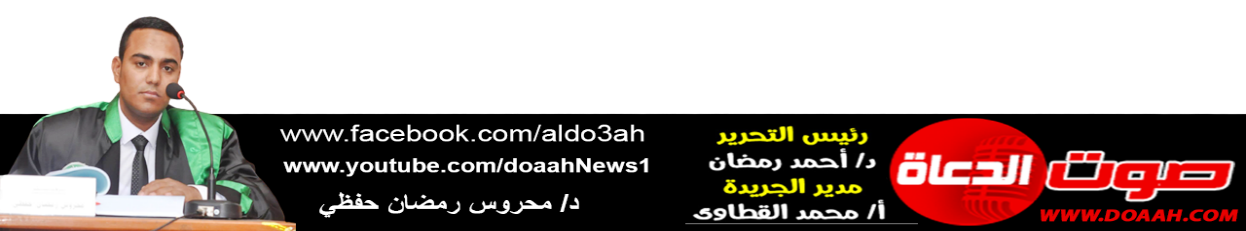 رئيس التحرير
د/ أحمد رمضان
مدير الجريدة
أ/ محمد القطاوى
صوت الدعاة
WWW.DOAAH.COM
www.facebook.com/aldo3ah
www.youtube.com/doaahNews1
د/ محروس رمضان حفظي